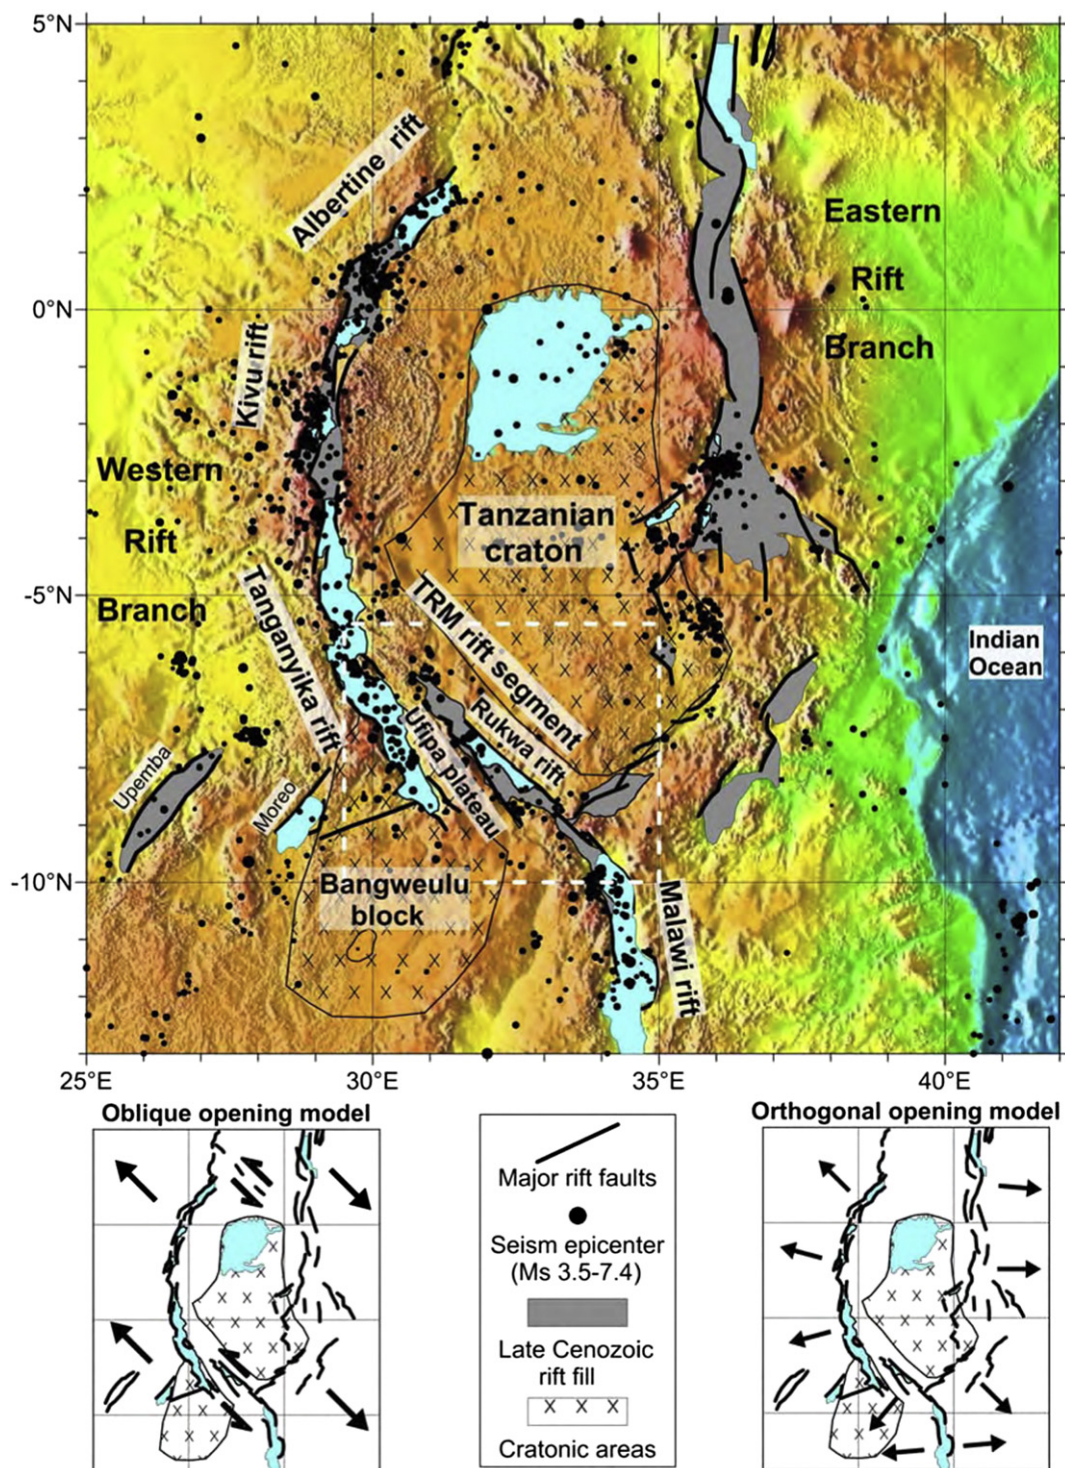 5°N
0°N
-5°N
-10°N
25°E
30°E
35°E
40°E
Albertine rift
Kivu rift
Western
Rift
Branch
Eastern
Rift
Branch
Tanzanian
craton
Tanganyika rift
TRM rift segment
Rukwa rift
Ufipa plateau
Upemba
Moreo
Bangweulu
block
Malawi rift
Indian
Ocean
Oblique opening model
Major rift faults
Seism epicenter
(Ms 3.5-7.4)
Late Cenozoic
rift fill
Cratonic areas
Orthogonal opening model